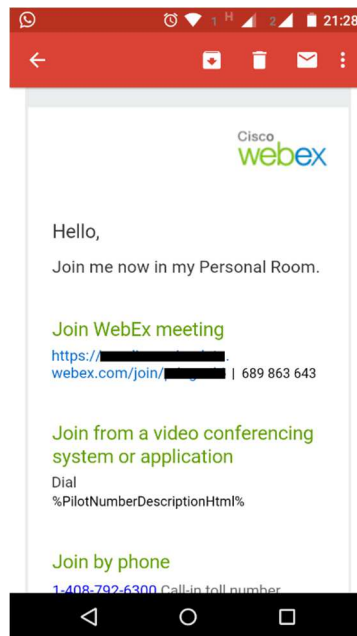 1 H 2 21:28
Cisco
webex
Hello,
Join me now in my Personal Room.
Join WebEx meeting
https://
webex.com/join/ | 689 863 643
Join from a video conferencing
system or application
Dial
%PilotNumberDescriptionHtml%
Join by phone
1-408-792-6300 Call-in toll number